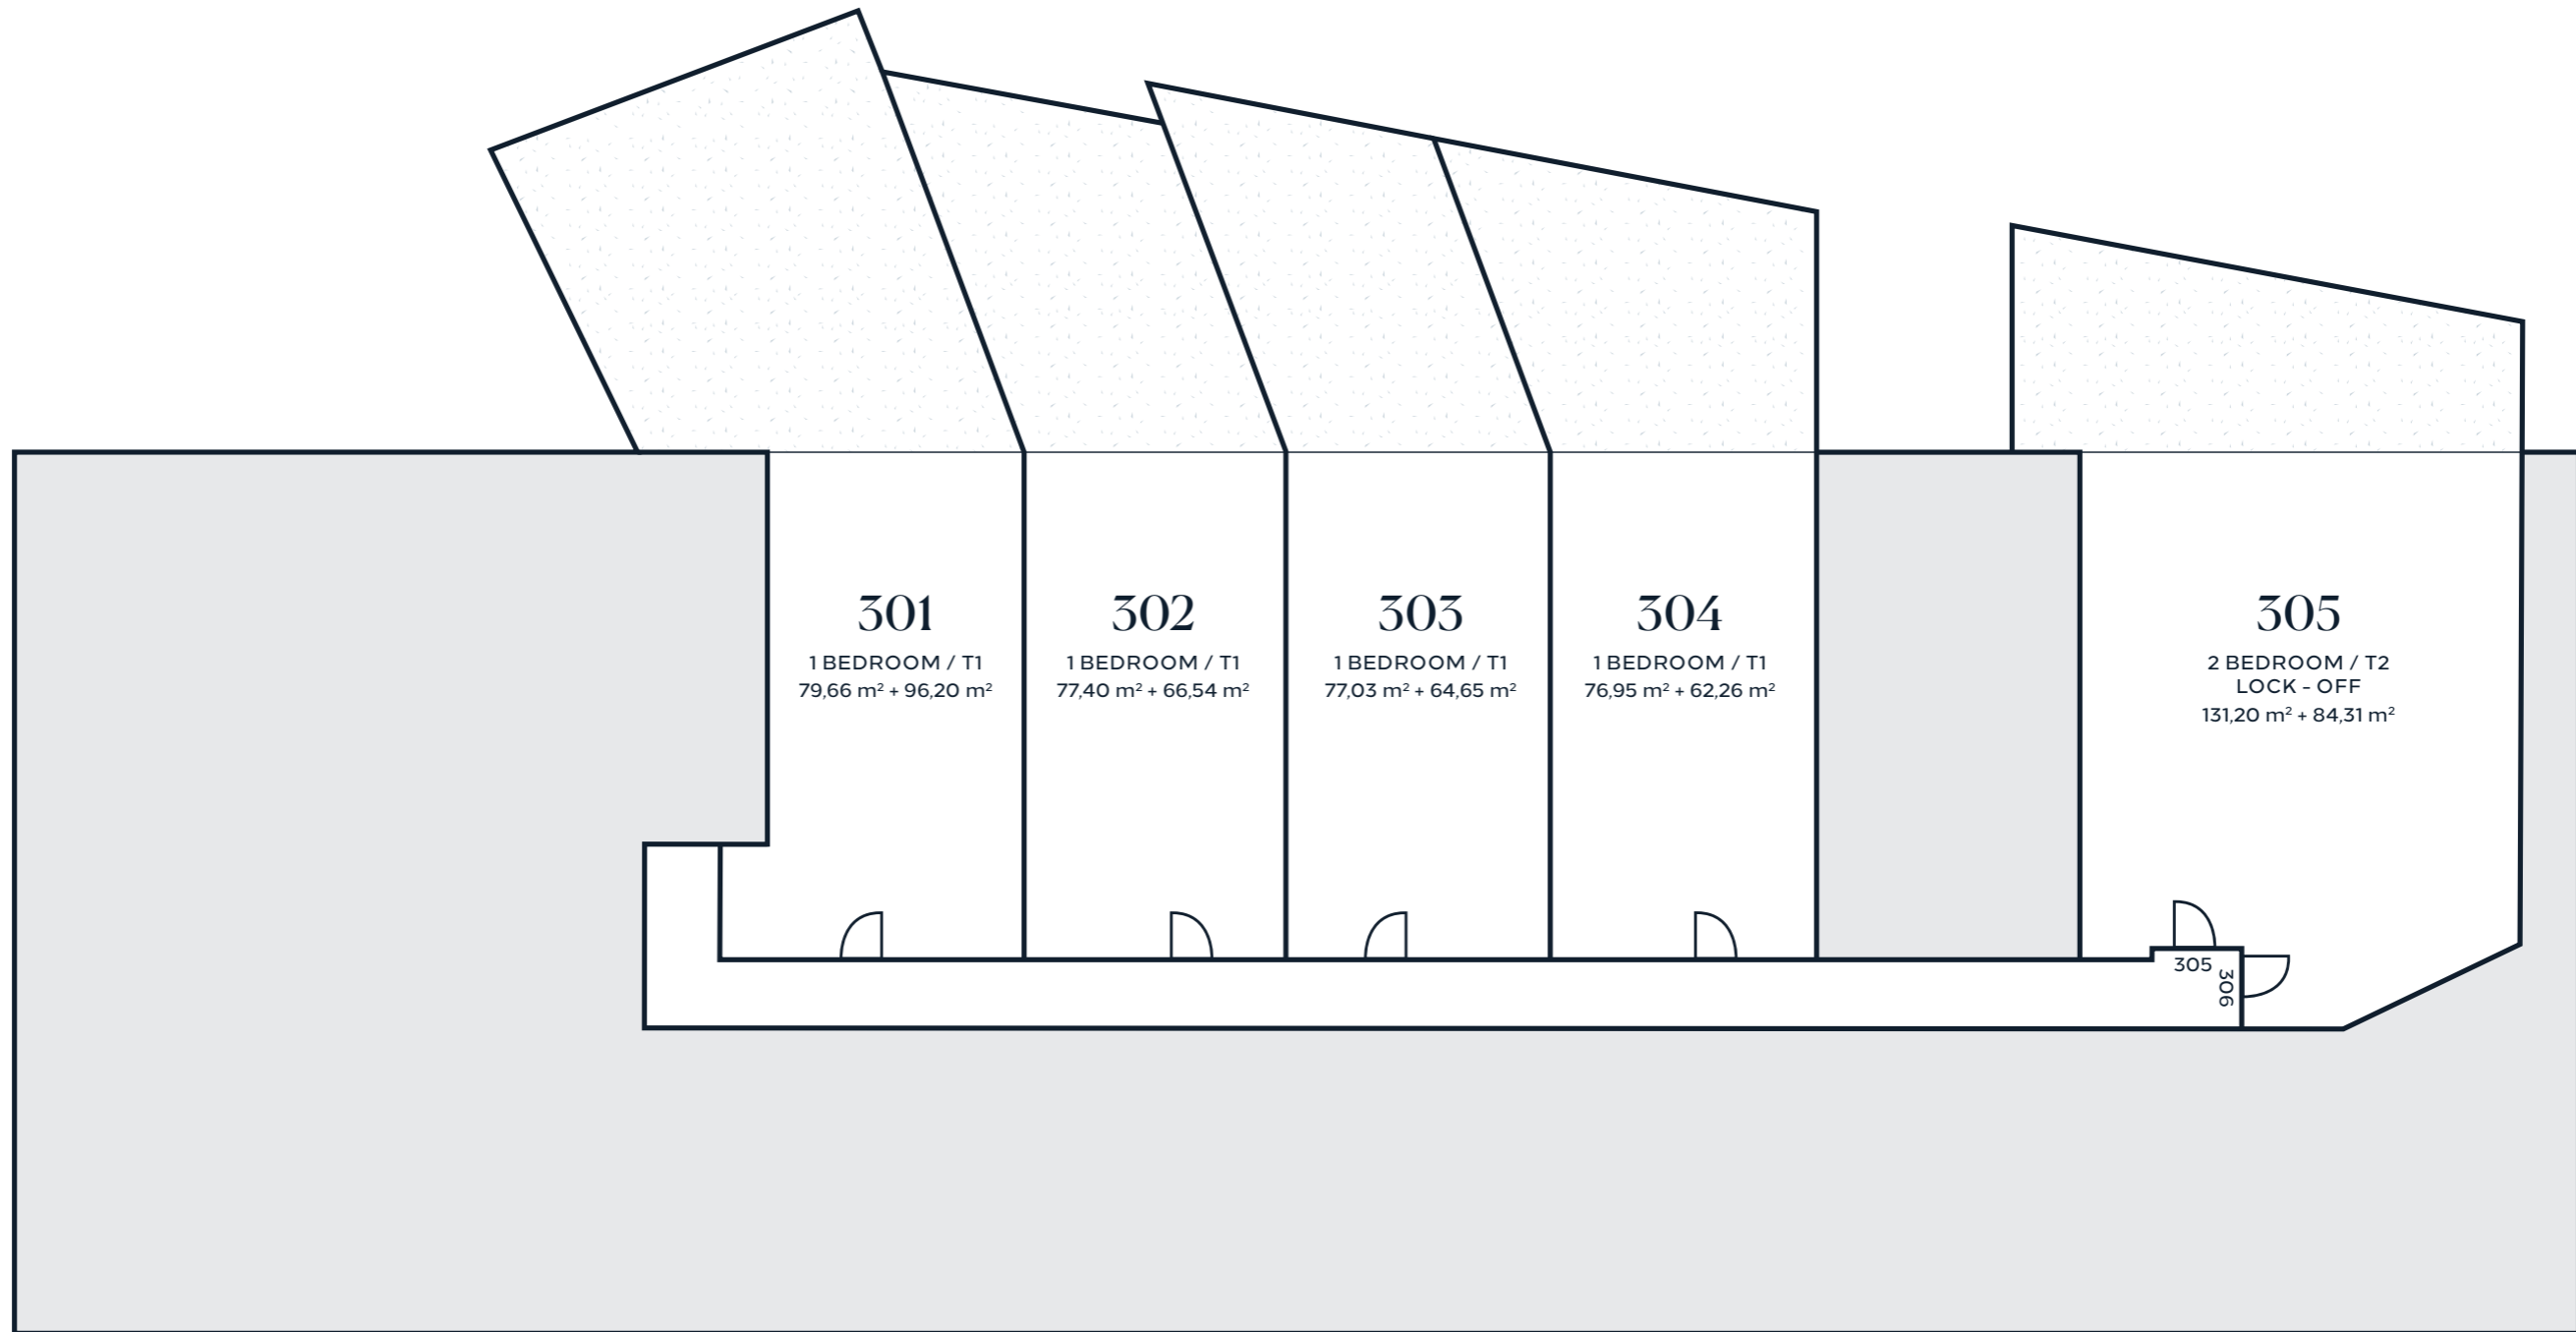 301
1 BEDROOM / T1
79,66 m² + 96,20 m²
302
1 BEDROOM / T1
77,40 m² + 66,54 m²
303
1 BEDROOM / T1
77,03 m² + 64,65 m²
304
1 BEDROOM / T1
76,95 m² + 62,26 m²
305
2 BEDROOM / T2
LOCK - OFF
131,20 m² + 84,31 m²
305
306